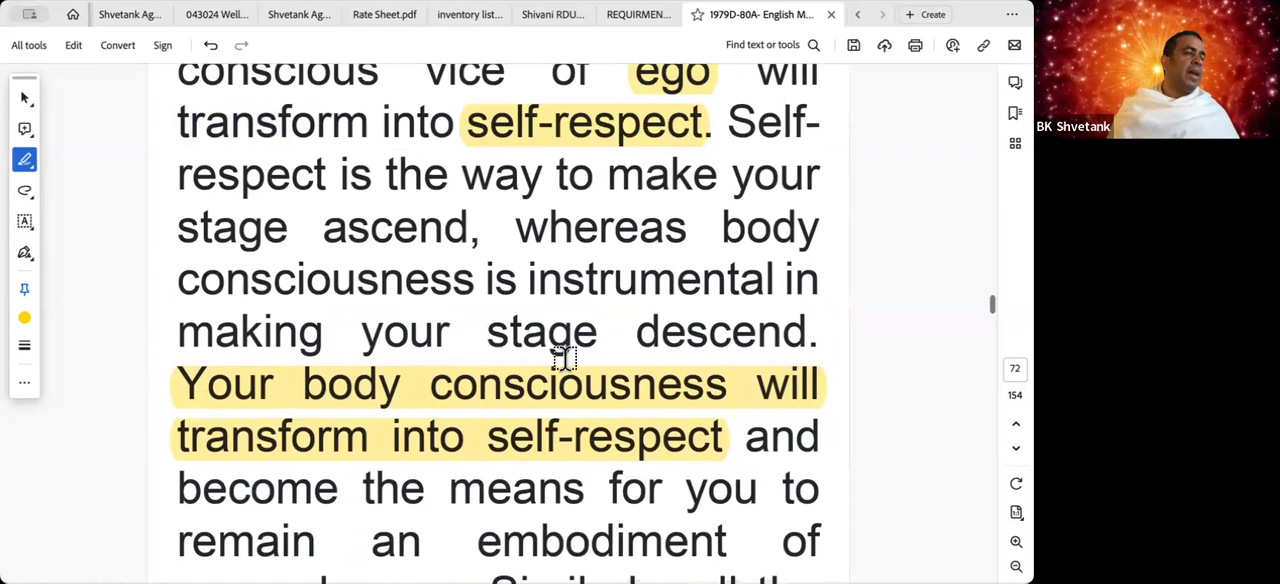 Shvetank Ag... 043024 Well... Shvetank Ag... Rate Sheet.pdf inventory list... Shivani RDU... REQUIRMEN... 1979D-80A- English M... Create
All tools Edit Convert Sign Find text or tools
conscious vice of ego will
transform into self-respect. Self-
respect is the way to make your
stage ascend, whereas body
consciousness is instrumental in
making your stage descend.
Your body consciousness will
transform into self-respect and
become the means for you to
remain an embodiment of
72
154
BK Shvetank